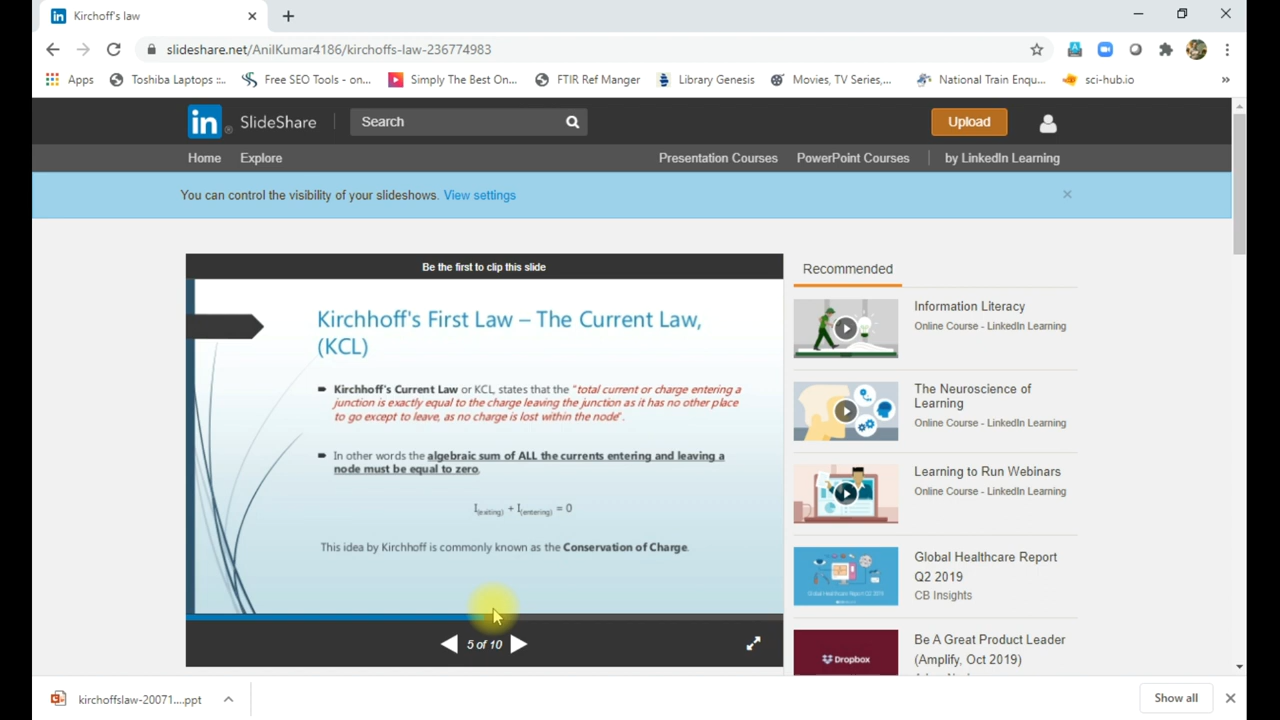 Kirchoff's law
slideshare.net/AnilKumar4186/kirchoffs-law-236774983
Apps Toshiba Laptops ::.. Free SEO Tools - on... Simply The Best On... FTIR Ref Manger Library Genesis Movies, TV Series,... National Train Enqu... sci-hub.io »
in SlideShare Search Upload
Home Explore Presentation Courses PowerPoint Courses by LinkedIn Learning
You can control the visibility of your slideshows. View settings
Be the first to clip this slide
Kirchhoff's First Law – The Current Law,
(KCL)
Kirchhoff's Current Law or KCL, states that the "total current or charge entering a
junction is exactly equal to the charge leaving the junction as it has no other place
to go except to leave, as no charge is lost within the node".
In other words the algebraic sum of ALL the currents entering and leaving a
node must be equal to zero.
I(exiting) + I(entering) = 0
This idea by Kirchhoff is commonly known as the Conservation of Charge.
5 of 10
Recommended
Information Literacy
Online Course - LinkedIn Learning
The Neuroscience of
Learning
Online Course - LinkedIn Learning
Learning to Run Webinars
Online Course - LinkedIn Learning
Global Healthcare Report
Q2 2019
CB Insights
Dropbox
Be A Great Product Leader
(Amplify, Oct 2019)
kirchoffslaw-20071....ppt
Show all